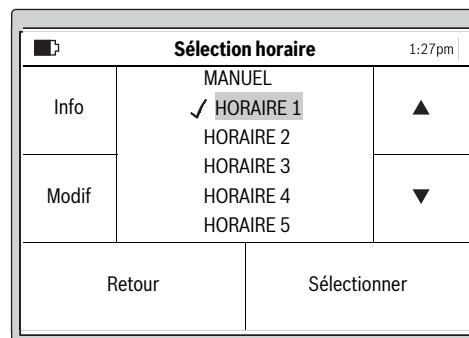 Sélection horaire 1:27pm
Info
Modif
MANUEL
HORAIRE 1
HORAIRE 2
HORAIRE 3
HORAIRE 4
HORAIRE 5
▲
▼
Retour Sélectionner